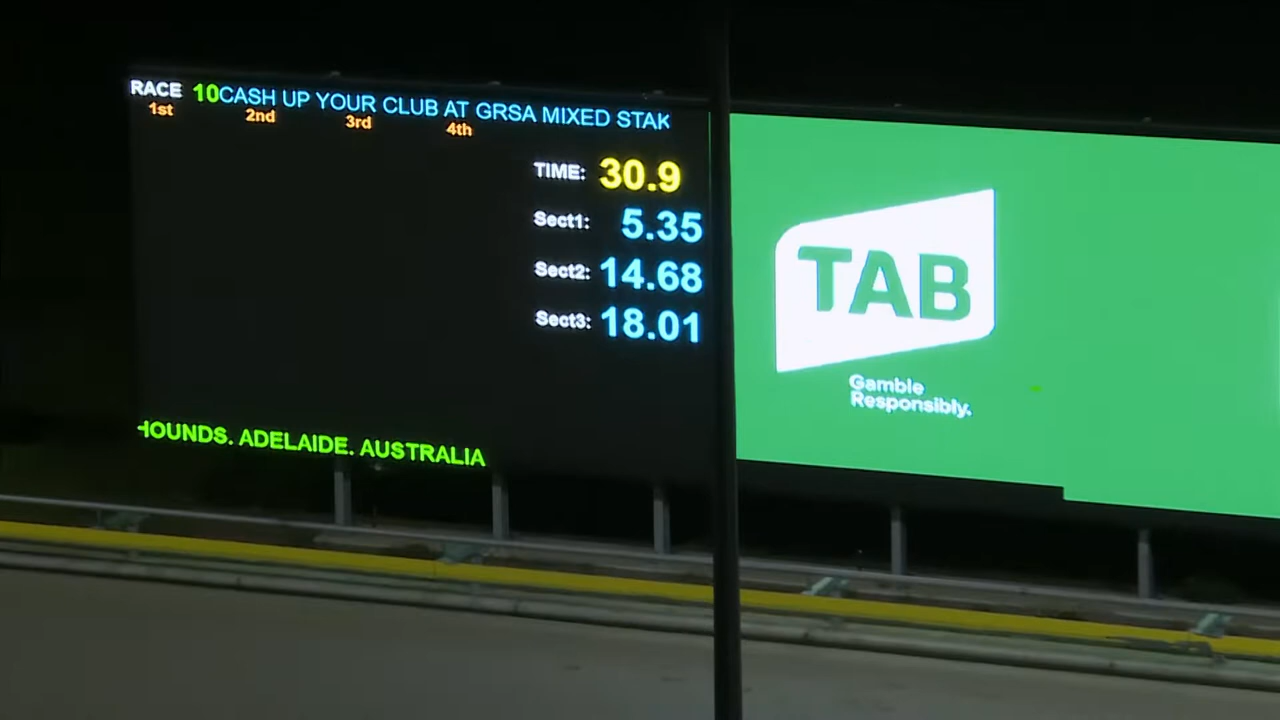 RACE 10CASH UP YOUR CLUB AT GRSA MIXED STAK
1st 2nd 3rd 4th
TIME: 30.9
Sect1: 5.35
Sect2: 14.68
Sect3: 18.01
HOUNDS. ADELAIDE. AUSTRALIA
TAB
Gamble
Responsibly.